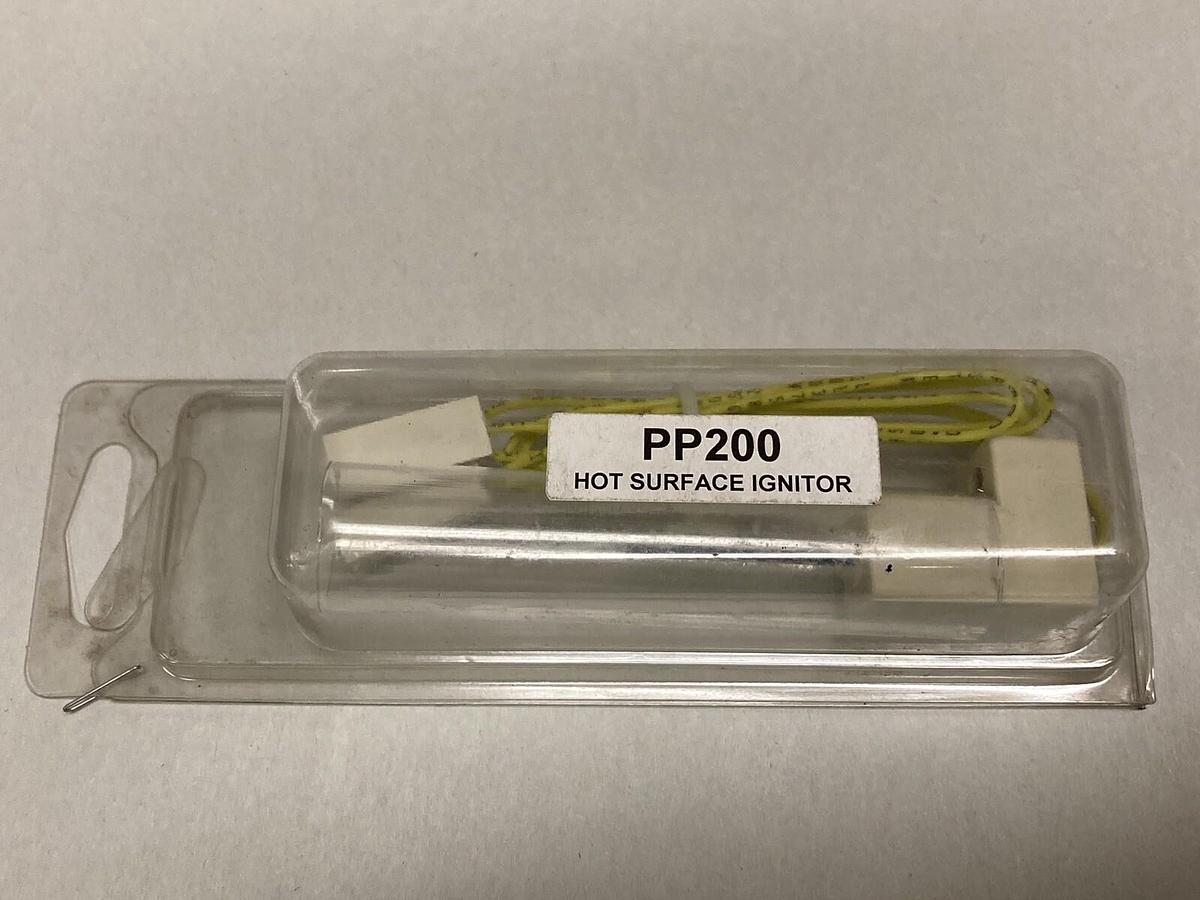 PP200
HOT SURFACE IGNITOR